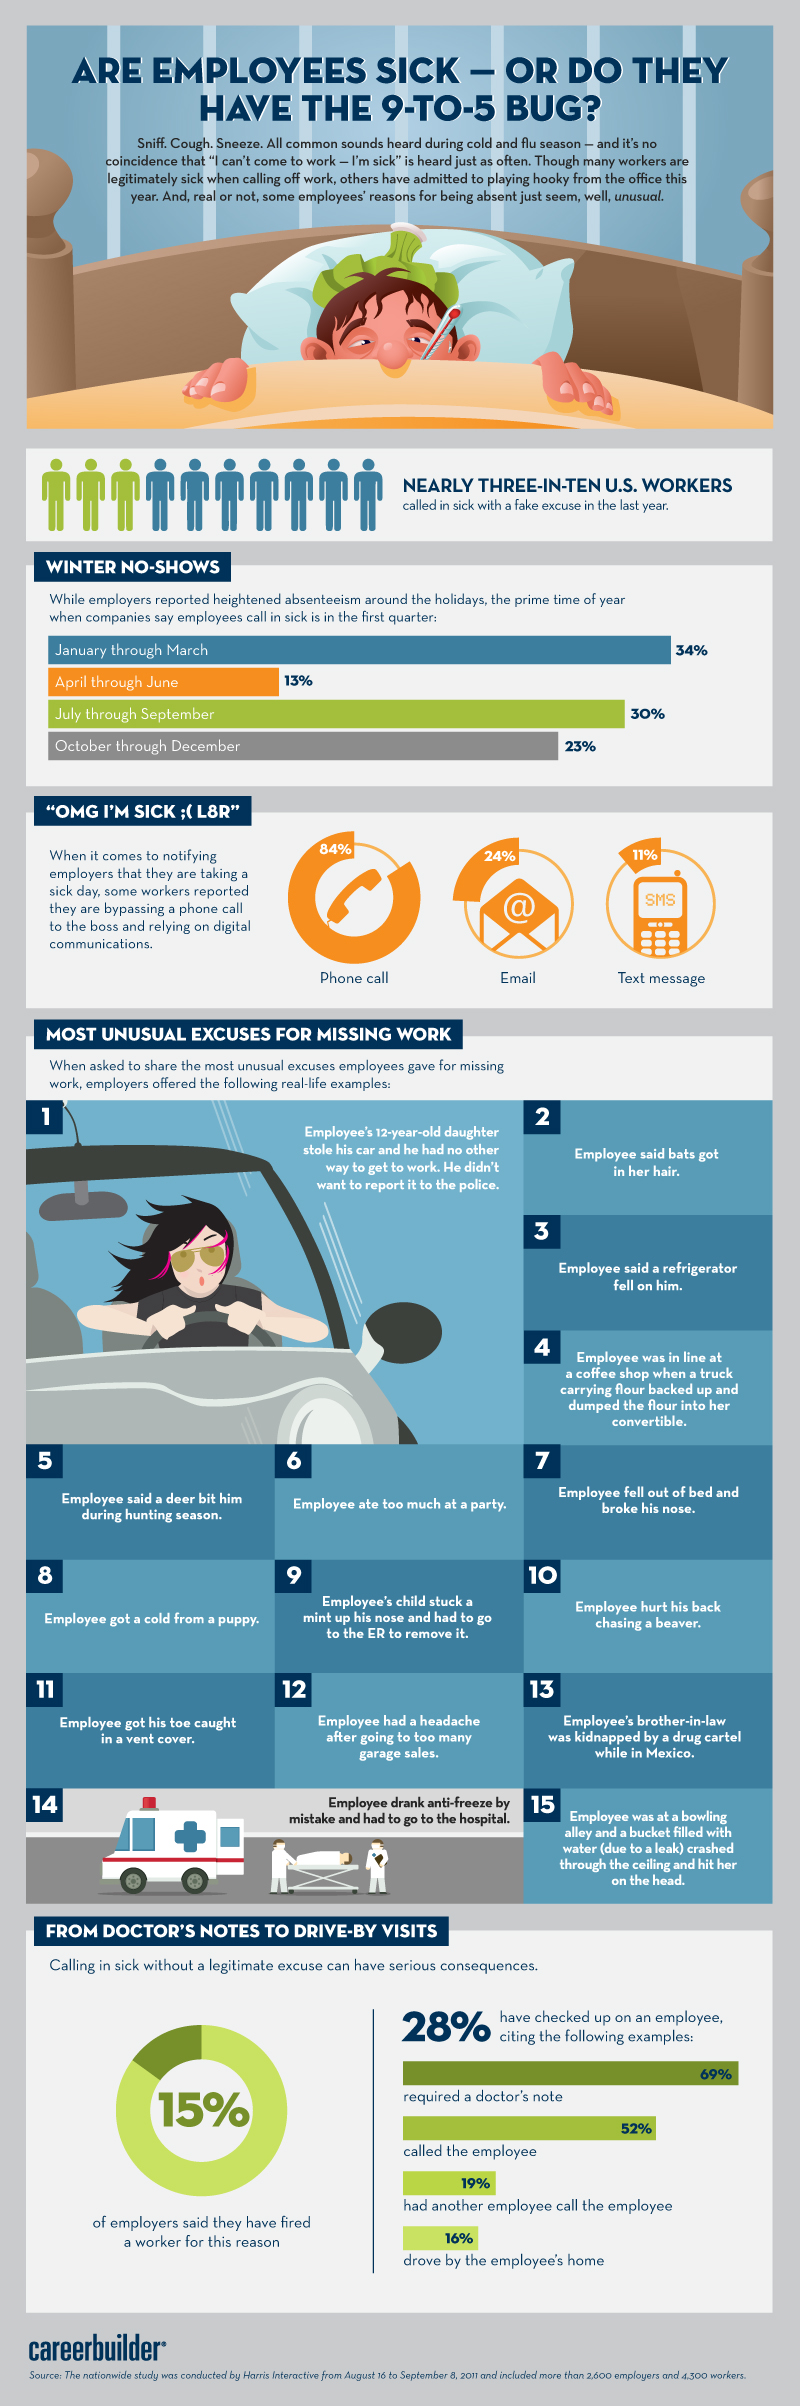 ARE EMPLOYEES SICK — OR DO THEY
HAVE THE 9-TO-5 BUG?
Sniff. Cough. Sneeze. All common sounds heard during cold and flu season — and it's no
coincidence that “I can't come to work — I'm sick” is heard just as often. Though many workers are
legitimately sick when calling off work, others have admitted to playing hooky from the office this
year. And, real or not, some employees' reasons for being absent just seem, well, unusual.
NEARLY THREE-IN-TEN U.S. WORKERS
called in sick with a fake excuse in the last year.
WINTER NO-SHOWS
While employers reported heightened absenteeism around the holidays, the prime time of year
when companies say employees call in sick is in the first quarter:
January through March 34%
April through June 13%
July through September 30%
October through December 23%
“OMG I'M SICK ;( L8R”
When it comes to notifying
employers that they are taking a
sick day, some workers reported
they are bypassing a phone call
to the boss and relying on digital
communications.
84%
Phone call
24%
@
Email
11%
SMS
Text message
MOST UNUSUAL EXCUSES FOR MISSING WORK
When asked to share the most unusual excuses employees gave for missing
work, employers offered the following real-life examples:
1
Employee's 12-year-old daughter
stole his car and he had no other
way to get to work. He didn't
want to report it to the police.
2
Employee said bats got
in her hair.
3
Employee said a refrigerator
fell on him.
4
Employee was in line at
a coffee shop when a truck
carrying flour backed up and
dumped the flour into her
convertible.
5
Employee said a deer bit him
during hunting season.
6
Employee ate too much at a party.
7
Employee fell out of bed and
broke his nose.
8
Employee got a cold from a puppy.
9
Employee's child stuck a
mint up his nose and had to go
to the ER to remove it.
10
Employee hurt his back
chasing a beaver.
11
Employee got his toe caught
in a vent cover.
12
Employee had a headache
after going to too many
garage sales.
13
Employee's brother-in-law
was kidnapped by a drug cartel
while in Mexico.
14
Employee drank anti-freeze by
mistake and had to go to the hospital.
15
Employee was at a bowling
alley and a bucket filled with
water (due to a leak) crashed
through the ceiling and hit her
on the head.
FROM DOCTOR'S NOTES TO DRIVE-BY VISITS
Calling in sick without a legitimate excuse can have serious consequences.
15%
of employers said they have fired
a worker for this reason
28% have checked up on an employee,
citing the following examples:
69%
required a doctor's note
52%
called the employee
19%
had another employee call the employee
16%
drove by the employee's home
careerbuilder®
Source: The nationwide study was conducted by Harris Interactive from August 16 to September 8, 2011 and included more than 2,600 employers and 4,300 workers.